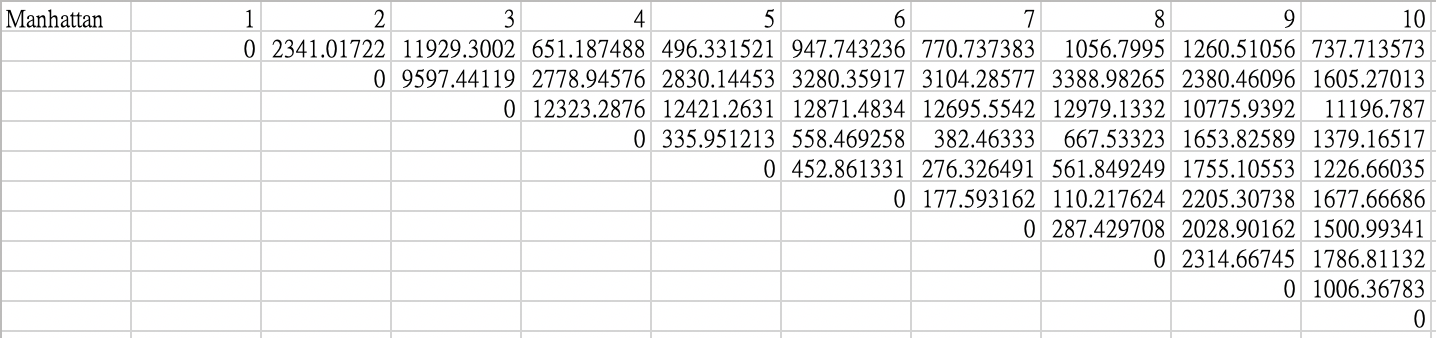 Manhattan 1 2 3 4 5 6 7 8 9 10
0 2341.01722 11929.3002 651.187488 496.331521 947.743236 770.737383 1056.7995 1260.51056 737.713573
0 9597.44119 2778.94576 2830.14453 3280.35917 3104.28577 3388.98265 2380.46096 1605.27013
0 12323.2876 12421.2631 12871.4834 12695.5542 12979.1332 10775.9392 11196.787
0 335.951213 558.469258 382.46333 667.53323 1653.82589 1379.16517
0 452.861331 276.326491 561.849249 1755.10553 1226.66035
0 177.593162 110.217624 2205.30738 1677.66686
0 287.429708 2028.90162 1500.99341
0 2314.66745 1786.81132
0 1006.36783
0